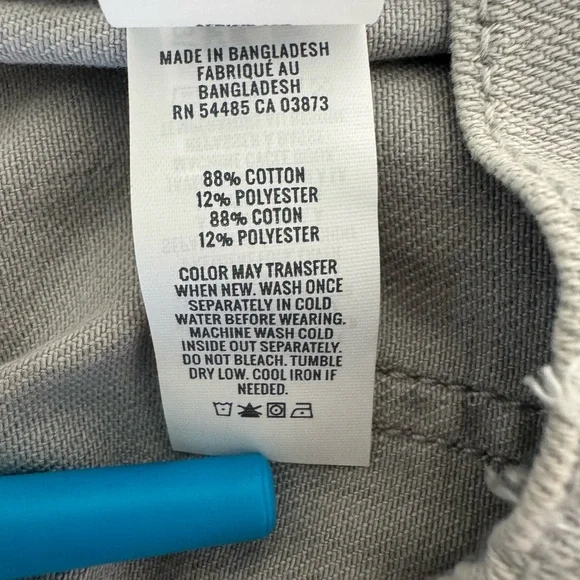 MADE IN BANGLADESH
FABRIQUÉ AU
BANGLADESH
RN 54485 CA 03873
88% COTTON
12% POLYESTER
88% COTON
12% POLYESTER
COLOR MAY TRANSFER
WHEN NEW. WASH ONCE
SEPARATELY IN COLD
WATER BEFORE WEARING.
MACHINE WASH COLD
INSIDE OUT SEPARATELY.
DO NOT BLEACH. TUMBLE
DRY LOW. COOL IRON IF
NEEDED.